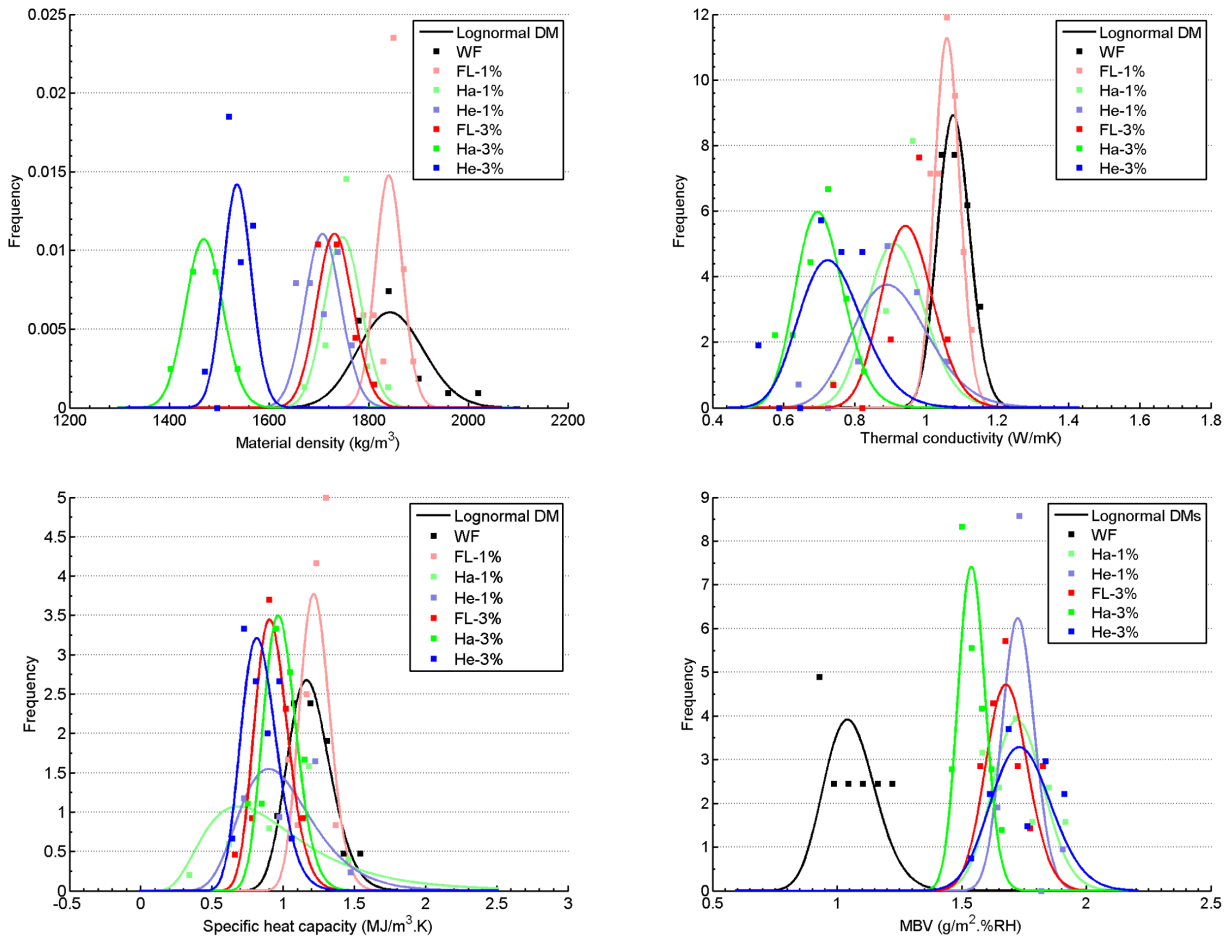 0.025
0.02
0.015
0.01
0.005
0
Frequency
1200
1400
1600
1800
2000
2200
Material density (kg/m³)
Lognormal DM
WF
FL-1%
Ha-1%
He-1%
FL-3%
Ha-3%
He-3%
12
10
8
6
4
2
0
Frequency
0.4
0.6
0.8
1
1.2
1.4
1.6
1.8
Thermal conductivity (W/mK)
Lognormal DM
WF
FL-1%
Ha-1%
He-1%
FL-3%
Ha-3%
He-3%
5
4.5
4
3.5
3
2.5
2
1.5
1
0.5
0
Frequency
-0.5
0
0.5
1
1.5
2
2.5
3
Specific heat capacity (MJ/m³.K)
Lognormal DM
WF
FL-1%
Ha-1%
He-1%
FL-3%
Ha-3%
He-3%
9
8
7
6
5
4
3
2
1
0
Frequency
0.5
1
1.5
2
2.5
MBV (g/m².%RH)
Lognormal DMs
WF
Ha-1%
He-1%
FL-3%
Ha-3%
He-3%